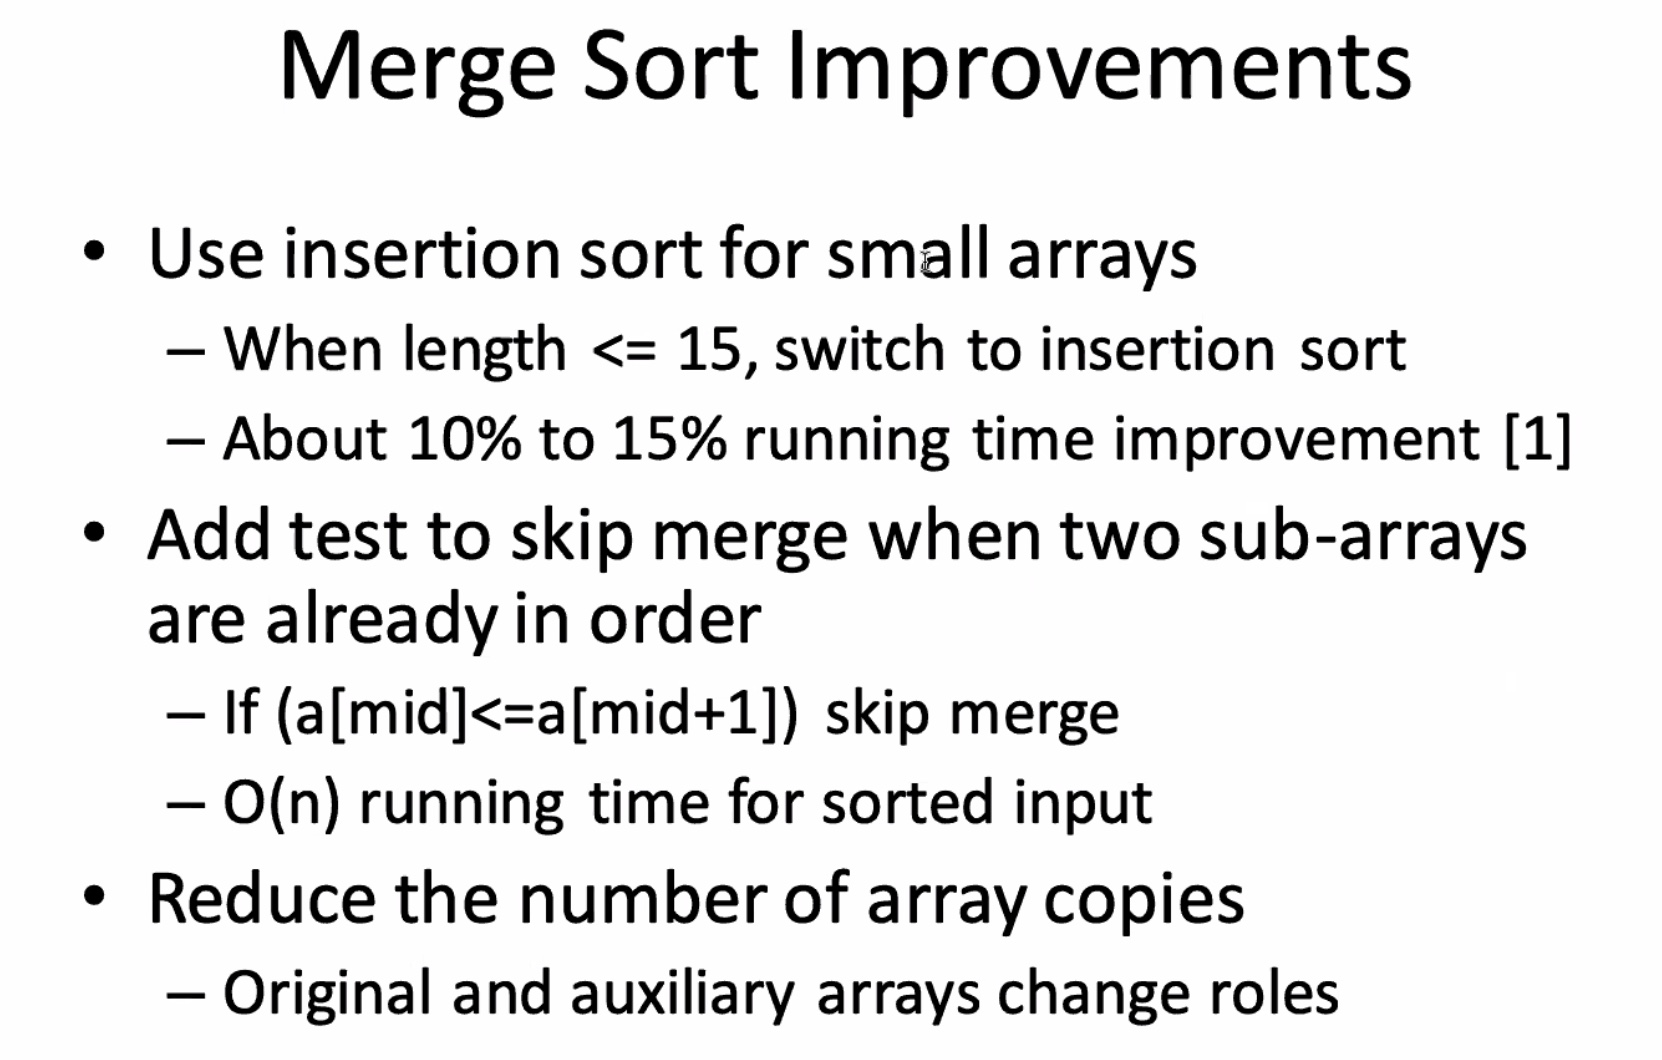 Merge Sort Improvements
• Use insertion sort for small arrays
– When length <= 15, switch to insertion sort
– About 10% to 15% running time improvement [1]
• Add test to skip merge when two sub-arrays
are already in order
– If (a[mid]<=a[mid+1]) skip merge
– O(n) running time for sorted input
• Reduce the number of array copies
– Original and auxiliary arrays change roles